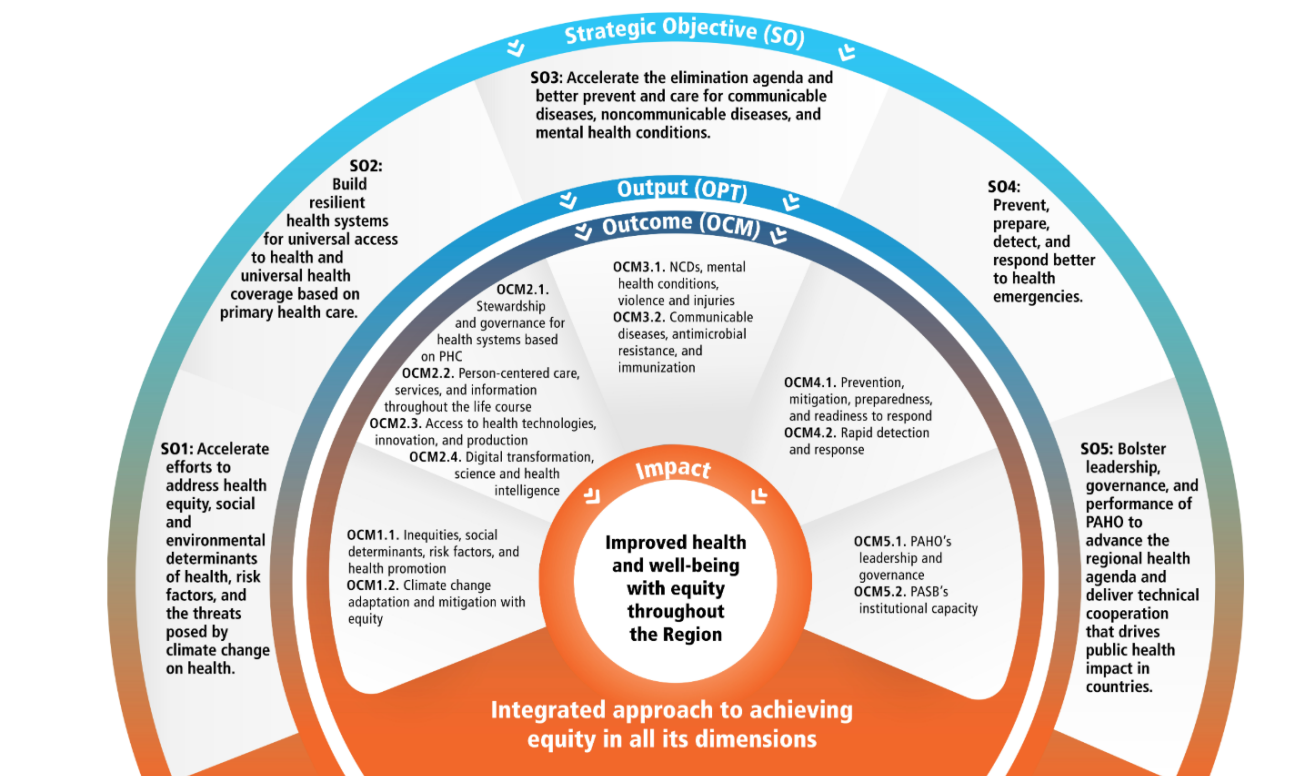 Strategic Objective (SO)
SO3: Accelerate the elimination agenda and
better prevent and care for communicable
diseases, noncommunicable diseases, and
mental health conditions.
SO2:
Build
resilient
health systems
for universal access
to health and
universal health
coverage based on
primary health care.
SO4:
Prevent,
prepare,
detect, and
respond better
to health
emergencies.
SO1: Accelerate
efforts to
address health
equity, social
and
environmental
determinants
of health, risk
factors, and
the threats
posed by
climate change
on health.
SO5: Bolster
leadership,
governance, and
performance of
PAHO to
advance the
regional health
agenda and
deliver technical
cooperation
that drives
public health
impact in
countries.
Output (OPT)
Outcome (OCM)
OCM2.1.
Stewardship
and governance for
health systems based
on PHC
OCM2.2. Person-centered care,
services, and information
throughout the life course
OCM2.3. Access to health technologies,
innovation, and production
OCM2.4. Digital transformation,
science and health
intelligence
OCM3.1. NCDs, mental
health conditions,
violence and injuries
OCM3.2. Communicable
diseases, antimicrobial
resistance, and
immunization
OCM4.1. Prevention,
mitigation, preparedness,
and readiness to respond
OCM4.2. Rapid detection
and response
OCM1.1. Inequities, social
determinants, risk factors, and
health promotion
OCM1.2. Climate change
adaptation and mitigation with
equity
OCM5.1. PAHO's
leadership and
governance
OCM5.2. PASB's
institutional capacity
Impact
Improved health
and well-being
with equity
throughout
the Region
Integrated approach to achieving
equity in all its dimensions